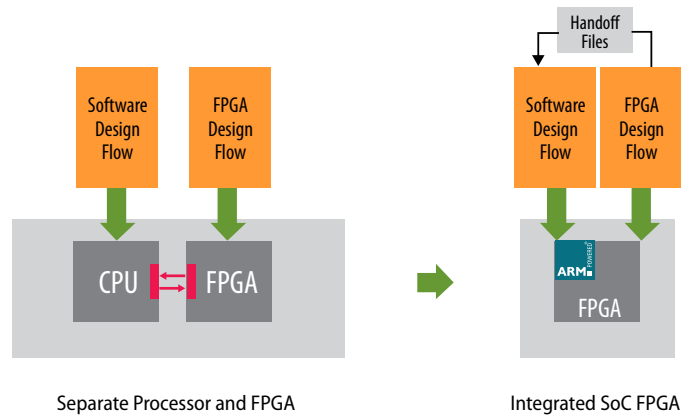 Handoff
Files
Software
Design
Flow
FPGA
Design
Flow
Software
Design
Flow
FPGA
Design
Flow
CPU
FPGA
ARM
POWERED
®
FPGA
Separate Processor and FPGA
Integrated SoC FPGA